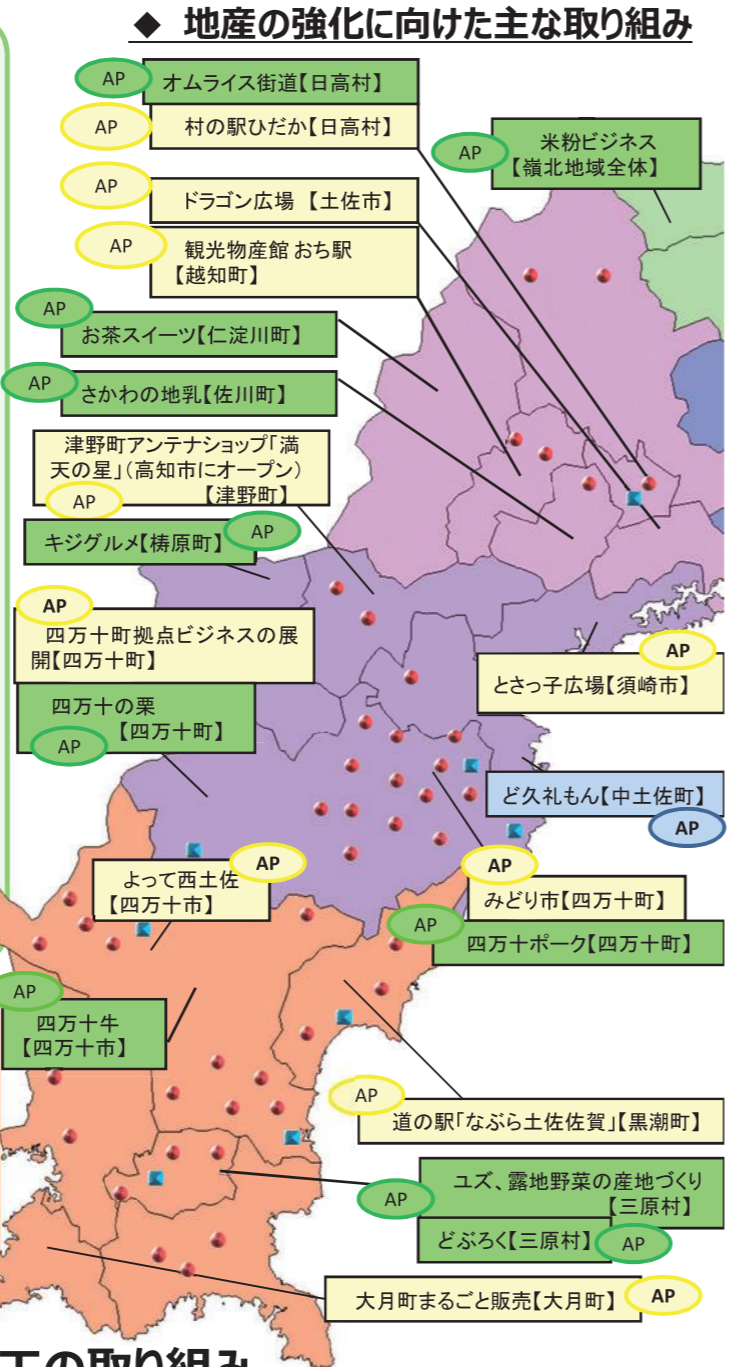 ◆ 地産の強化に向けた主な取り組み
AP
オムライス街道【日高村】
AP
村の駅ひだか【日高村】
AP
米粉ビジネス
【嶺北地域全体】
AP
ドラゴン広場 【土佐市】
AP
観光物産館 おち駅
【越知町】
AP
お茶スイーツ【仁淀川町】
AP
さかわの地乳【佐川町】
津野町アンテナショップ「満
天の星」(高知市にオープン)
【津野町】
AP
キジグルメ【梼原町】
AP
AP
四万十町拠点ビジネスの展
開【四万十町】
AP
とさっ子広場【須崎市】
四万十の栗
【四万十町】
AP
ど久礼もん【中土佐町】
AP
よって西土佐
【四万十市】
AP
AP
みどり市【四万十町】
AP
四万十ポーク【四万十町】
AP
四万十牛
【四万十市】
AP
道の駅「なぶら土佐佐賀」【黒潮町】
AP
ユズ、露地野菜の産地づくり
【三原村】
どぶろく【三原村】
AP
大月町まるごと販売【大月町】
AP
の取り組み